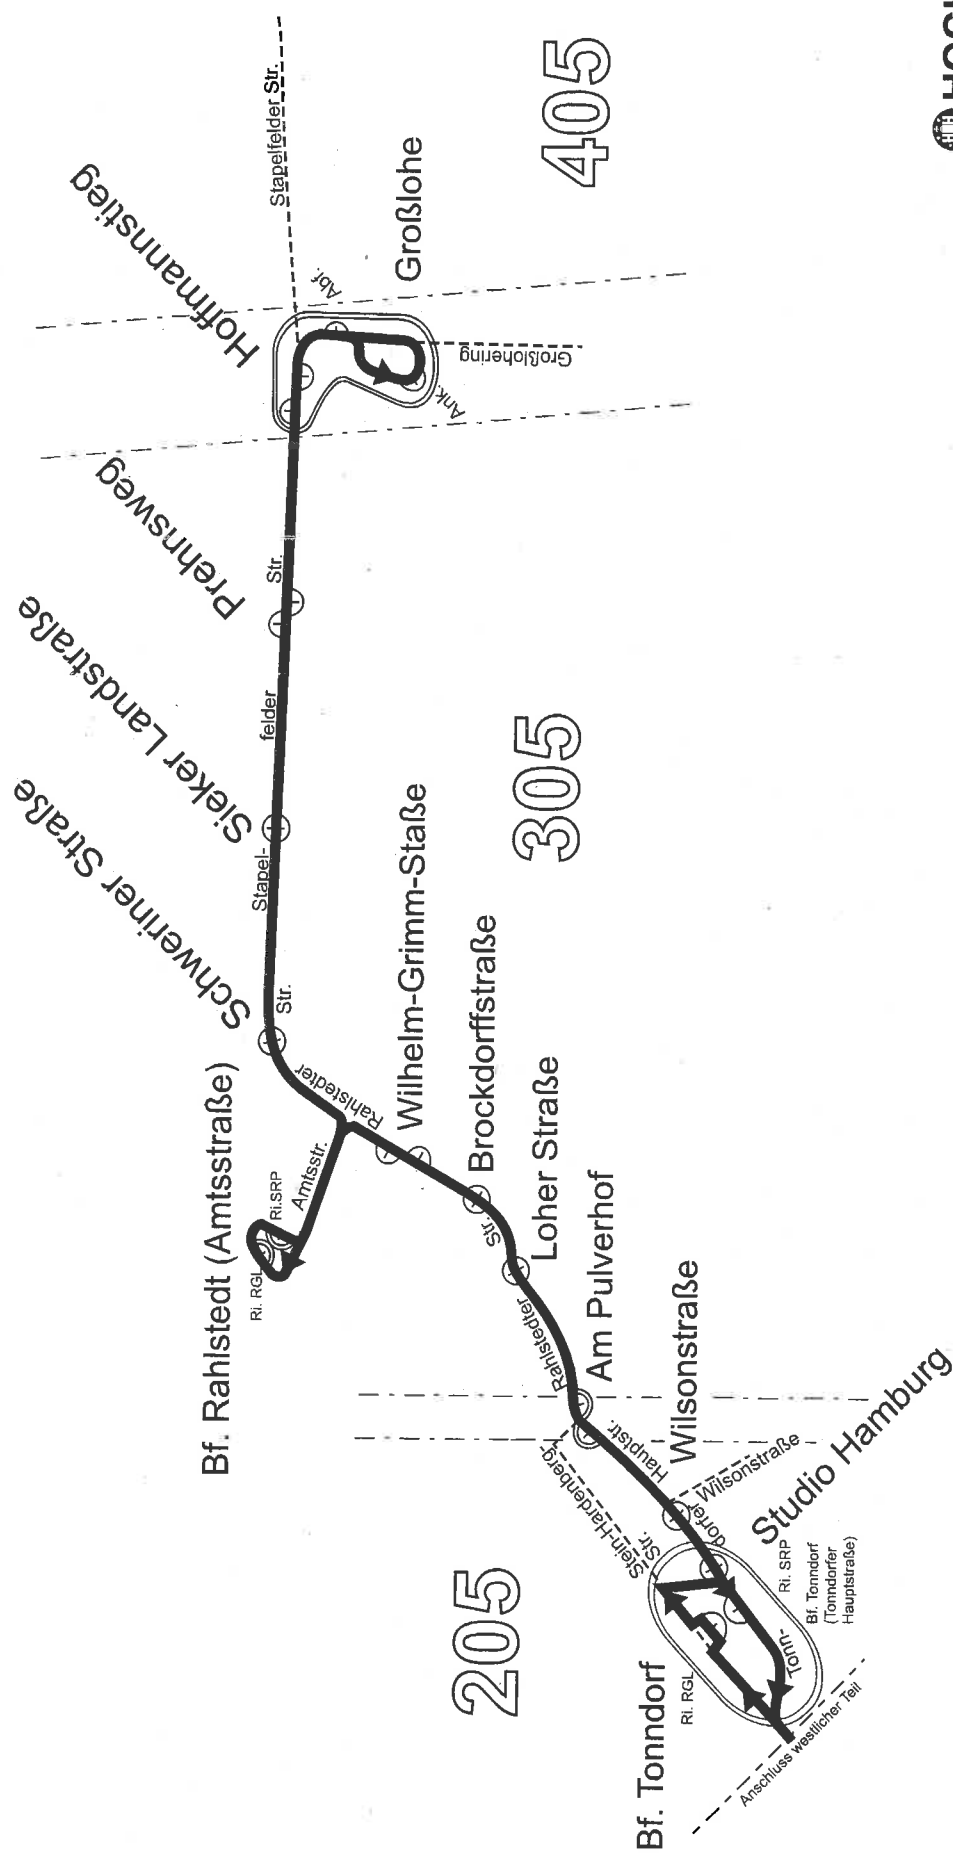 Bf. Tonndorf
Ri. RGL
Bf. Tonndorf
(Tonndorfer
Hauptstraße)
Ri. SRP
Anschluss westlicher Teil
Tonn-
dorfer
Hauptstr.
Studio Hamburg
Wilsonstraße
Wilsonstraße
Stein-Hardenberg-
Str.
205
Am Pulverhof
Rahlstedter
Str.
Loher Straße
Brockdorffstraße
Wilhelm-Grimm-Staße
Bf. Rahlstedt (Amtsstraße)
Ri. RGL
Ri.SRP
Amtsstr.
Rahlstedter
Str.
Schweriner Straße
Stapel-
felder
Str.
Sieker Landstraße
305
Prehnsweg
Hoffmannstieg
Großlohe
Abf.
Ank.
Großlohering
Stapelfelder Str.
405